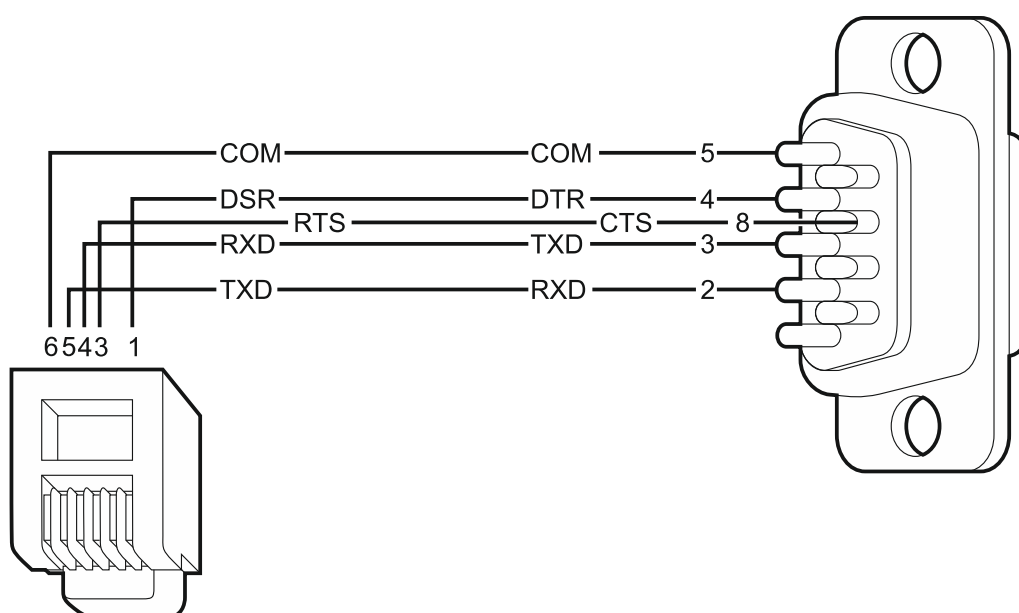 COM COM 5
DSR DTR 4
RTS CTS 8
RXD TXD 3
TXD RXD 2
6543 1